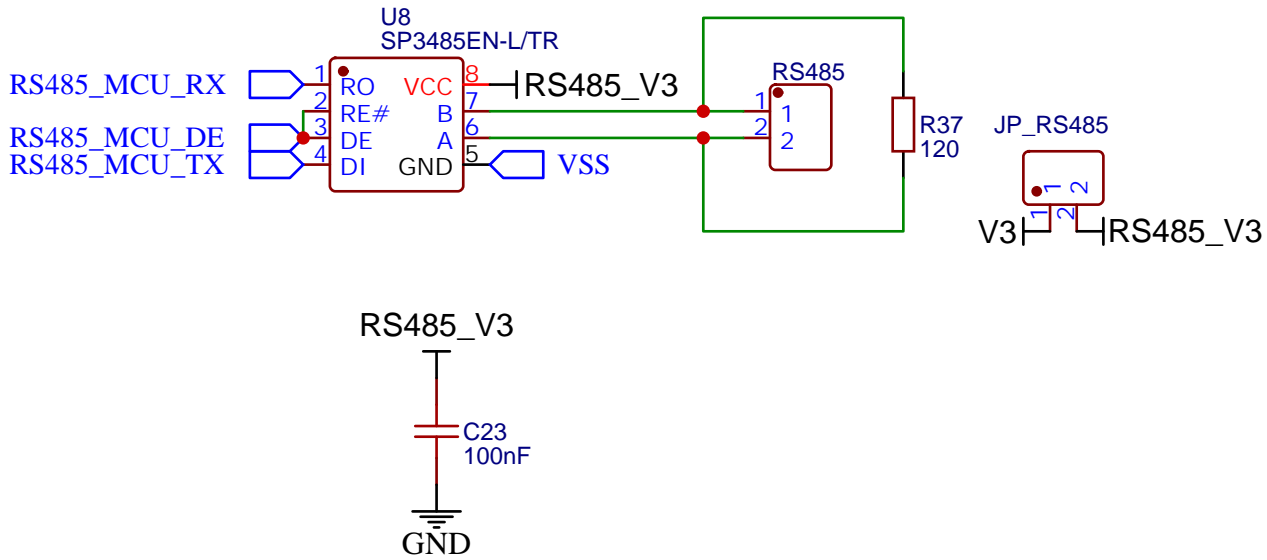 U8
SP3485EN-L/TR
RS485_MCU_RX
1
RO
VCC
8
RS485_V3
2
RE#
B
7
RS485_MCU_DE
3
DE
A
6
RS485_MCU_TX
4
DI
GND
5
VSS
RS485
1
1
2
2
R37
120
JP_RS485
1
2
1
2
V3
RS485_V3
RS485_V3
C23
100nF
GND